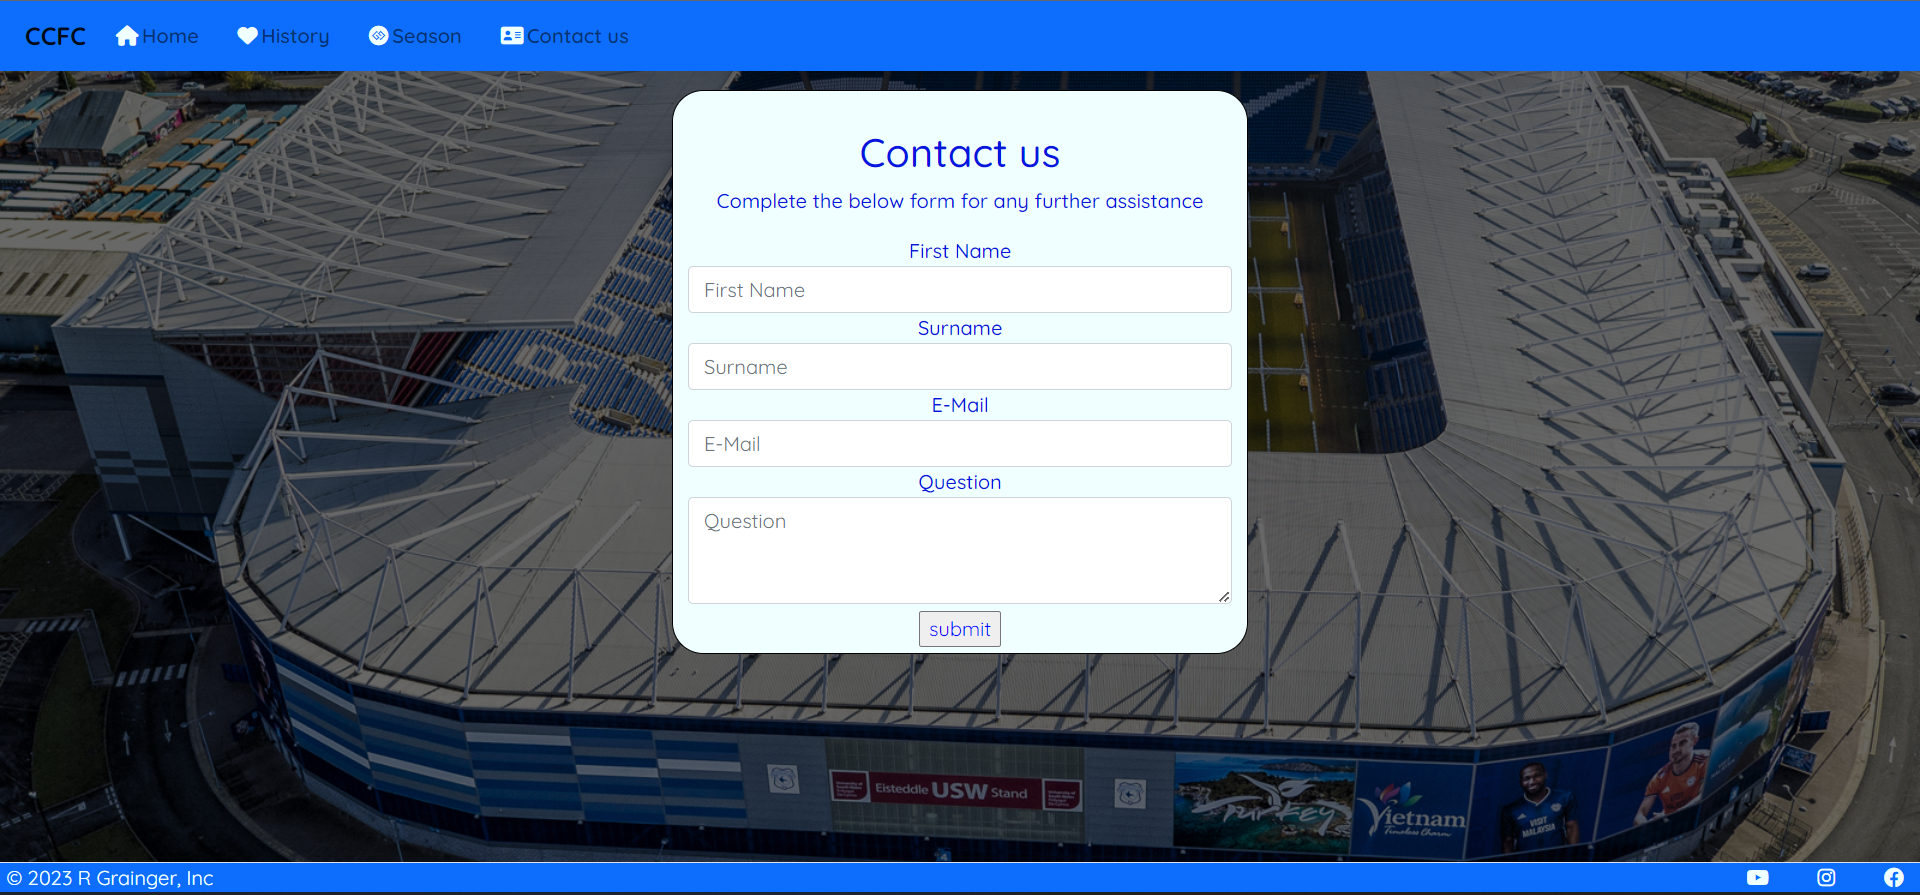 CCFC Home History Season Contact us
Contact us
Complete the below form for any further assistance
First Name
First Name
Surname
Surname
E-Mail
E-Mail
Question
Question
submit
Eisteddle USW Stand
TURKEY
Vietnam
Timeless Charm
VISIT
MALAYSIA
© 2023 R Grainger, Inc